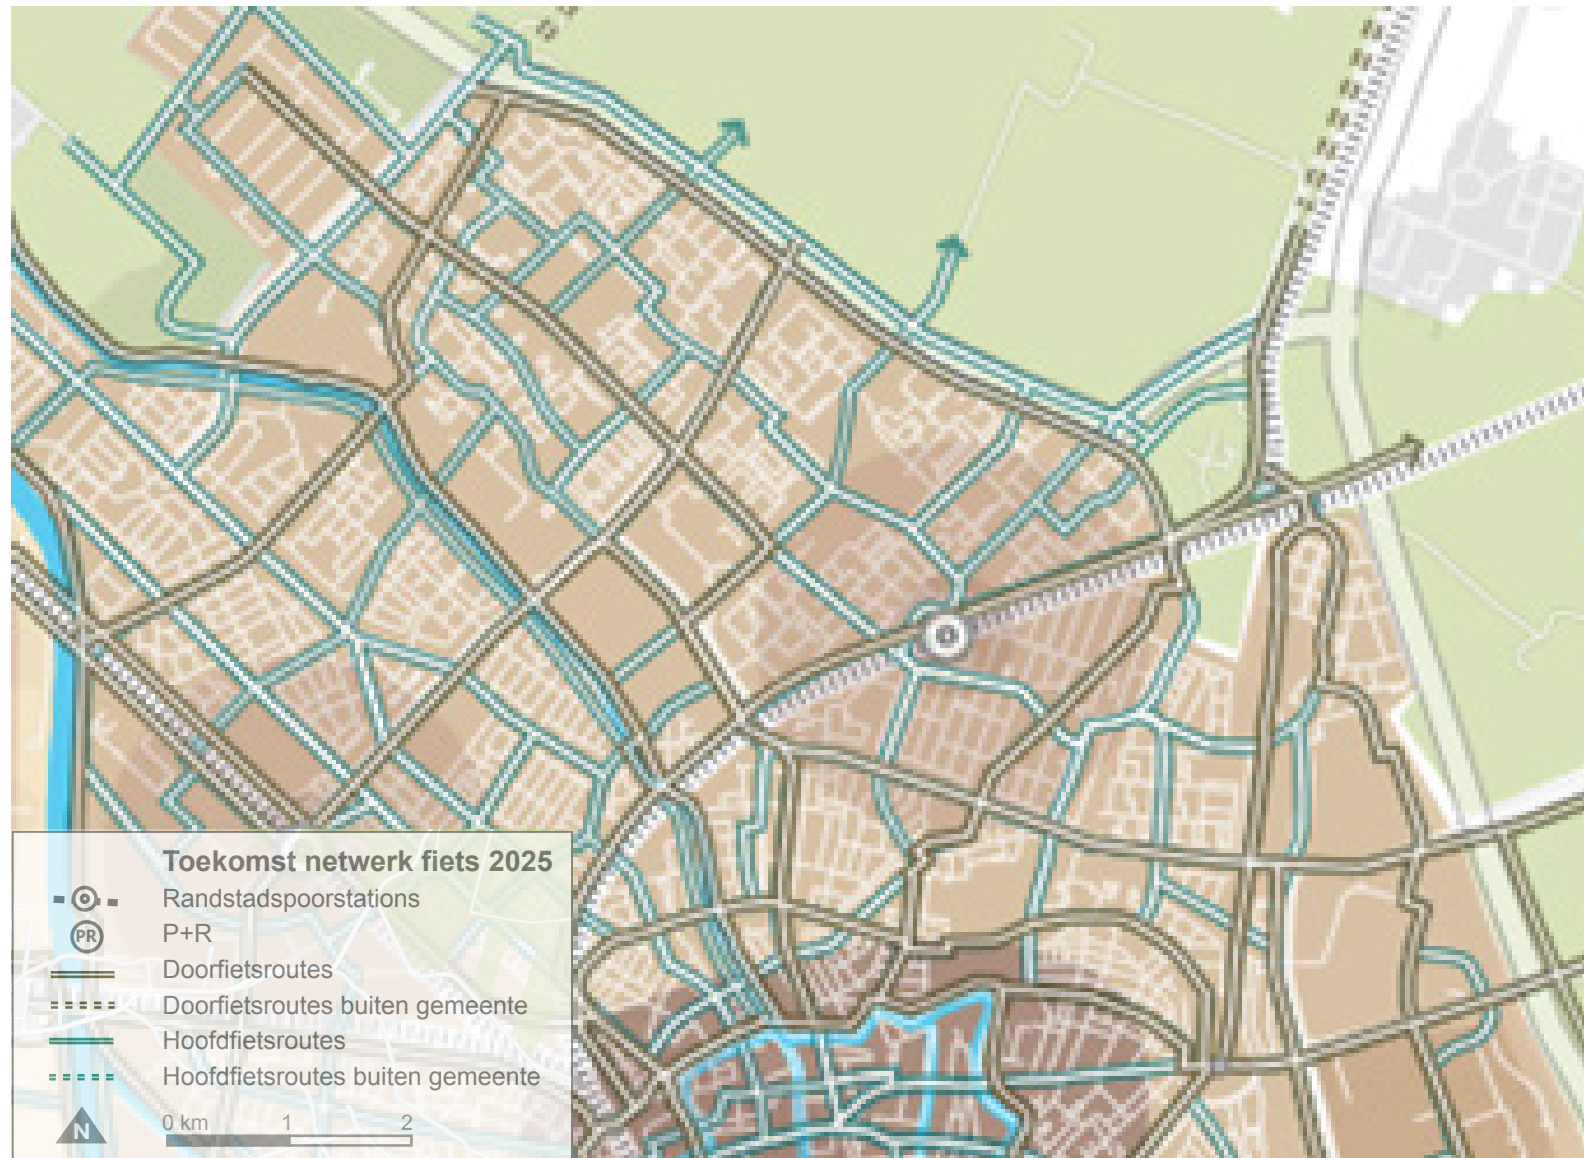 Toekomst netwerk fiets 2025
Randstadspoorstations
PR P+R
Doorfietsroutes
Doorfietsroutes buiten gemeente
Hoofdfietsroutes
Hoofdfietsroutes buiten gemeente
N 0 km 1 2